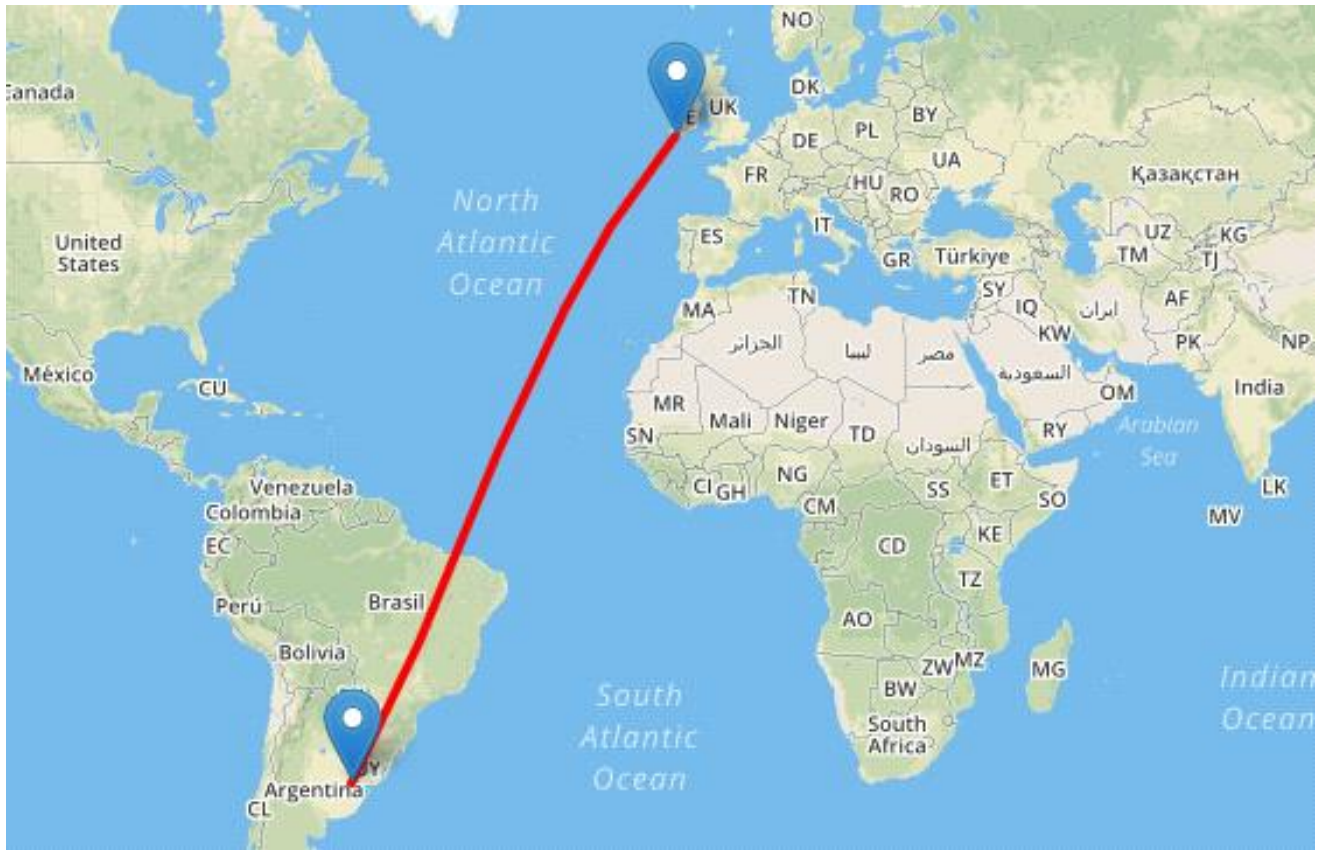 NO
Canada
DK
UK
E
BY
PL
DE
UA
FR
HU
RO
Қазақстан
North
Atlantic
Ocean
United
States
ES
IT
GR
Türkiye
UZ
KG
TM
TJ
SY
IQ
ایران
AF
MA
TN
KW
PK
NP
الجزائر
ليبيا
مصر
السعودية
México
CU
OM
India
MR
Mali
Niger
TD
السودان
RY
Arabian
Sea
SN
Venezuela
Colombia
CI
GH
NG
CM
SS
ET
SO
LK
MV
EC
CD
KE
TZ
Perú
Brasil
AO
Bolivia
ZW
MZ
MG
BW
South
Atlantic
Ocean
South
Africa
Indian
Ocean
UY
Argentina
CL